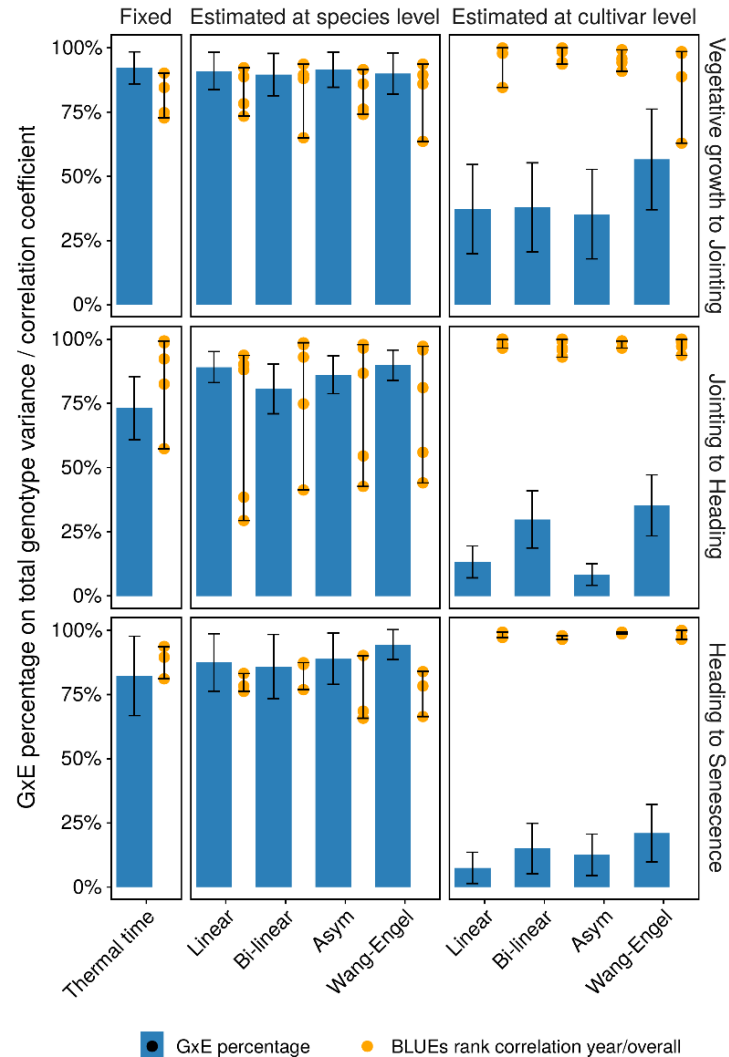 Fixed
Estimated at species level
Estimated at cultivar level
GxE percentage on total genotype variance / correlation coefficient
100%
75%
50%
25%
0%
Vegetative growth to Jointing
100%
75%
50%
25%
0%
Jointing to Heading
100%
75%
50%
25%
0%
Heading to Senescence
Thermal time
Linear
Bi-linear
Asym
Wang-Engel
Linear
Bi-linear
Asym
Wang-Engel
GxE percentage
BLUEs rank correlation year/overall